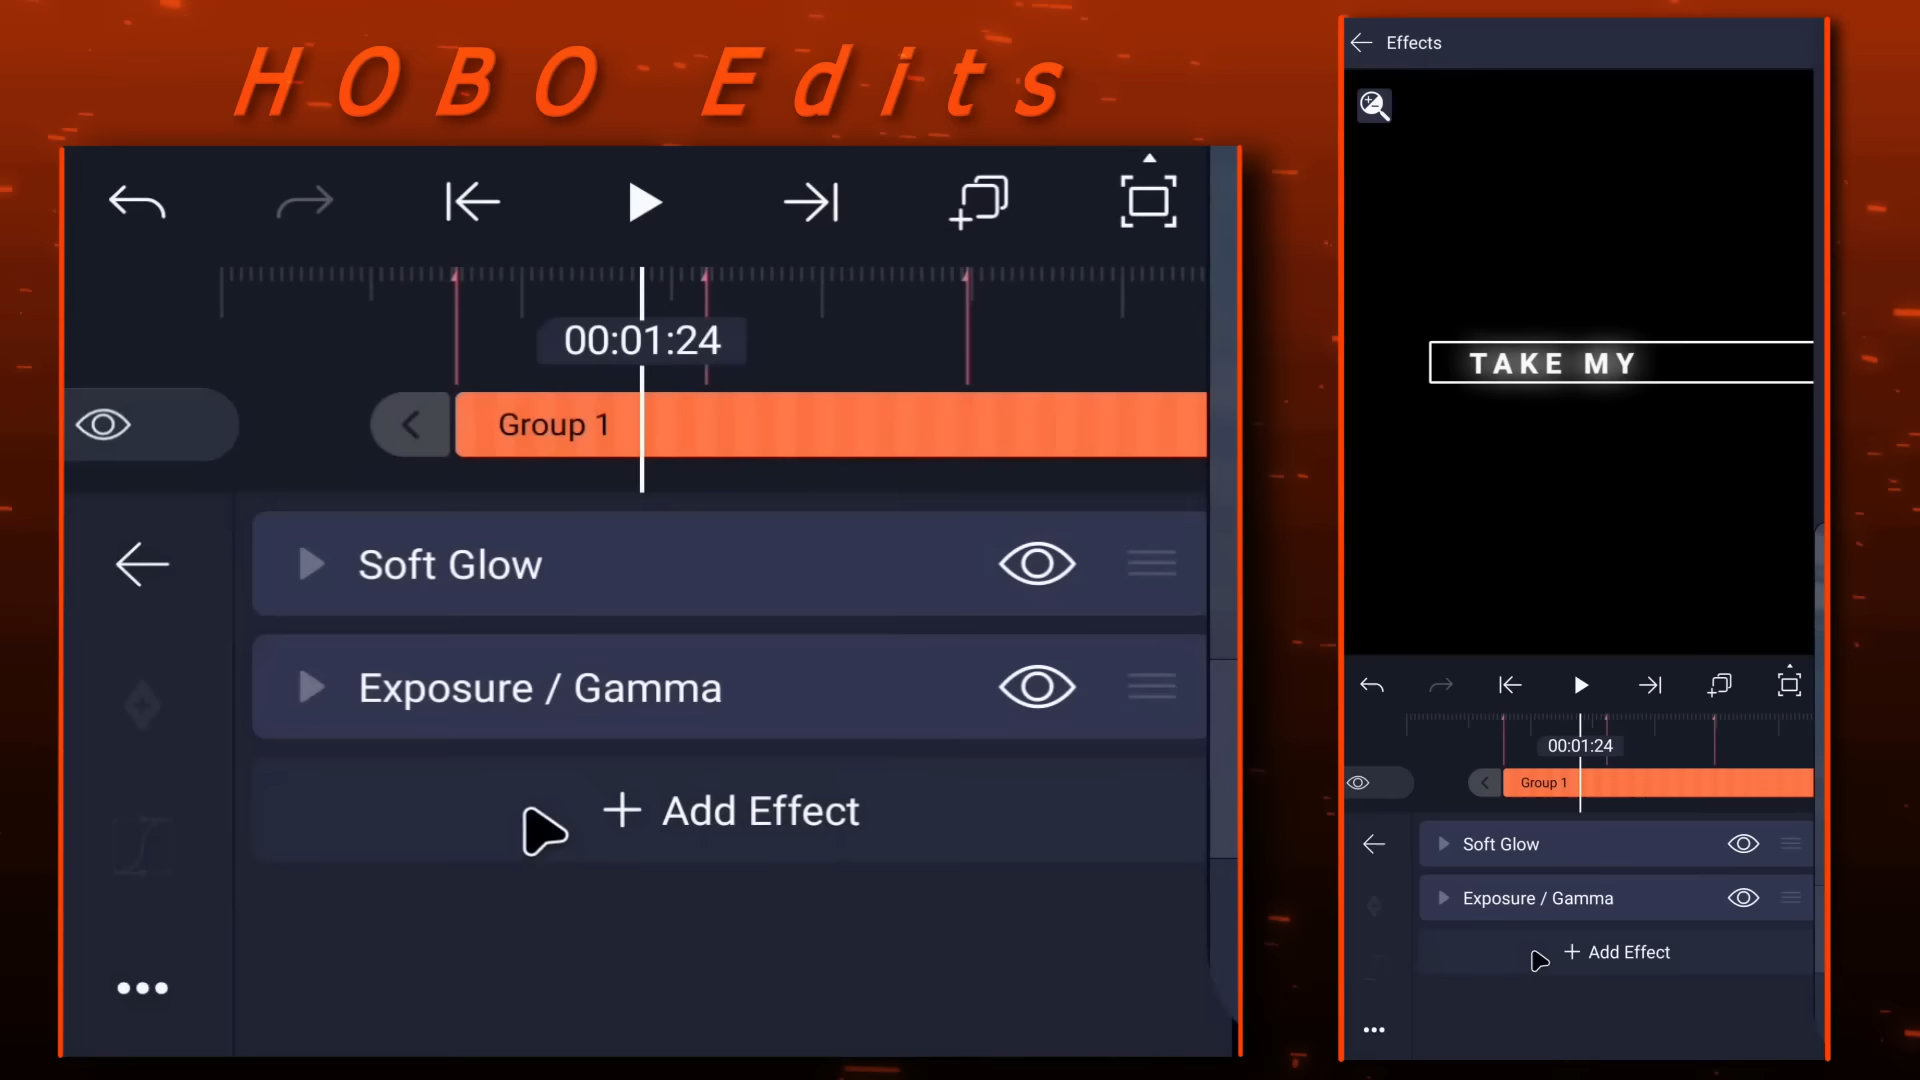 HOBO Edits
00:01:24
Group 1
Soft Glow
Exposure / Gamma
+ Add Effect
Effects
TAKE MY
00:01:24
Group 1
Soft Glow
Exposure / Gamma
+ Add Effect